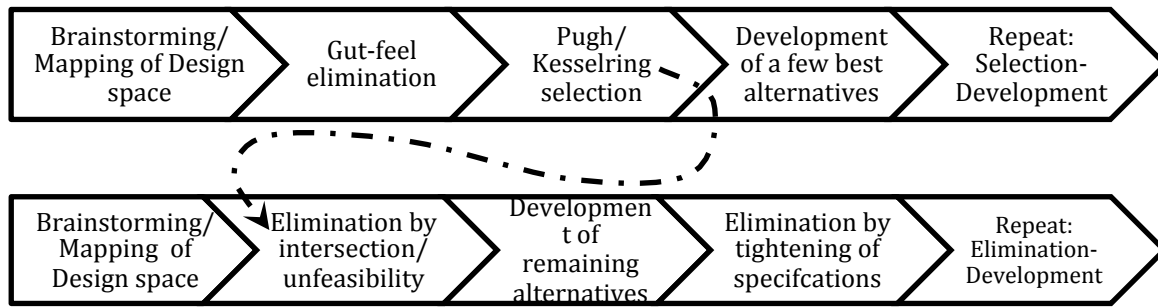 Brainstorming/
Mapping of Design
space
Gut-feel
elimination
Pugh/
Kesselring
selection
Development
of a few best
alternatives
Repeat:
Selection-
Development
Brainstorming/
Mapping of
Design space
Elimination by
intersection/
unfeasibility
Developmen
t of
remaining
alternatives
Elimination by
tightening of
specifcations
Repeat:
Elimination-
Development